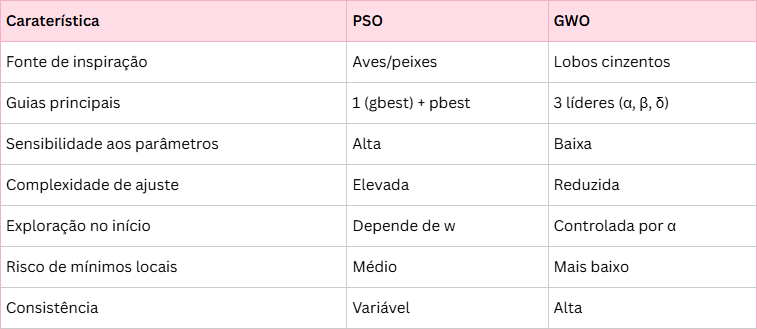 Caraterística PSO GWO
Fonte de inspiração Aves/peixes Lobos cinzentos
Guias principais 1 (gbest) + pbest 3 líderes (α, β, δ)
Sensibilidade aos parâmetros Alta Baixa
Complexidade de ajuste Elevada Reduzida
Exploração no início Depende de w Controlada por α
Risco de mínimos locais Médio Mais baixo
Consistência Variável Alta